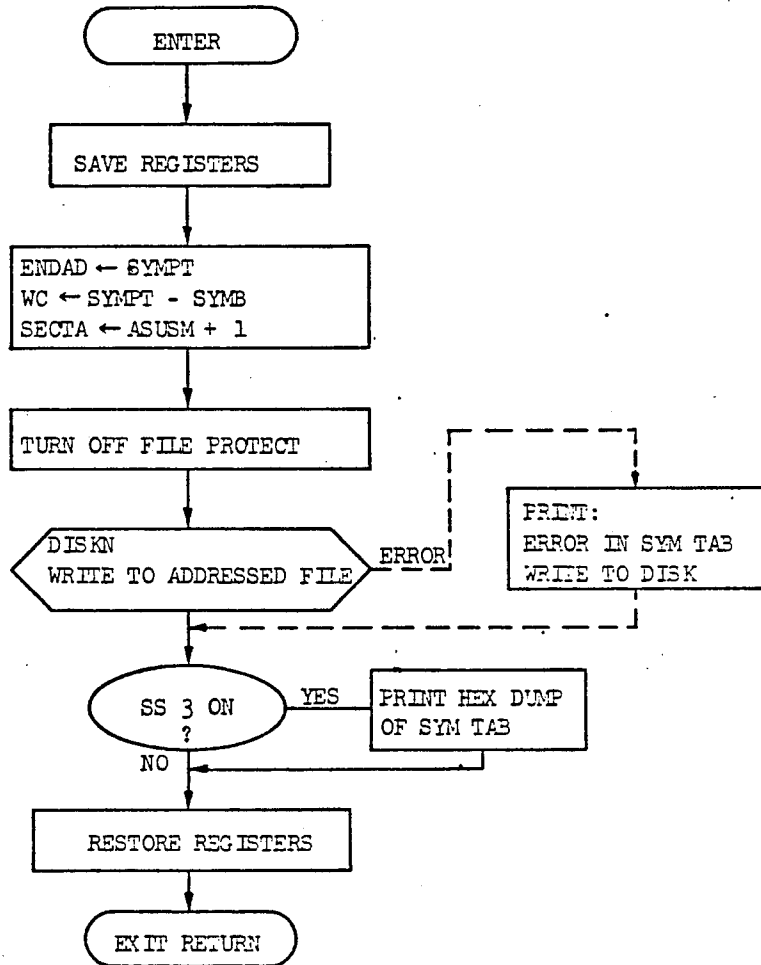 ENTER
SAVE REGISTERS
ENDAD ← SYMPT
WC ← SYMPT - SYMB
SECTA ← ASUSM + 1
TURN OFF FILE PROTECT
DISKN
WRITE TO ADDRESSED FILE
ERROR
PRINT:
ERROR IN SYM TAB
WRITE TO DISK
SS 3 ON
?
YES
PRINT HEX DUMP
OF SYM TAB
NO
RESTORE REGISTERS
EXIT RETURN